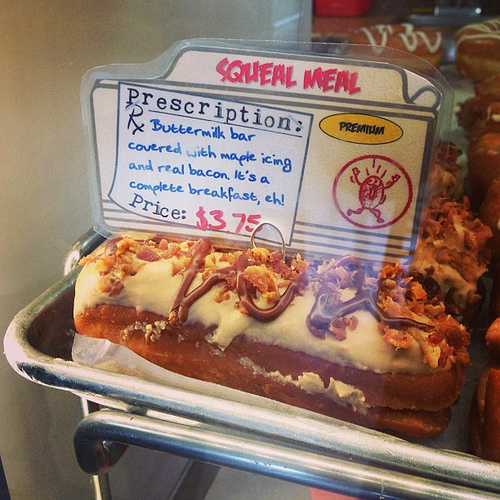 SQUEAL MEAL
Prescription:
Rx Buttermilk bar
covered with maple icing
and real bacon. It's a
complete breakfast, eh!
Price: $3.75
PREMIUM